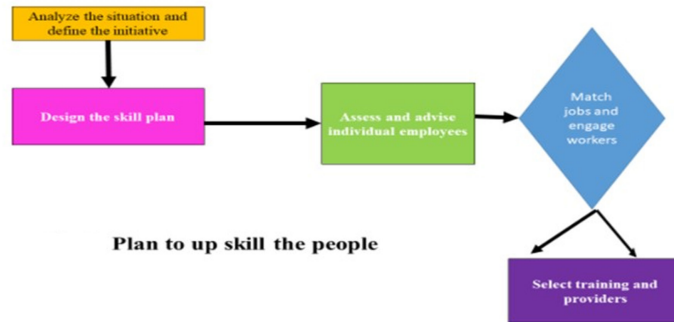 Analyze the situation and
define the initiative
Design the skill plan
Assess and advise
individual employees
Match
jobs and
engage
workers
Plan to up skill the people
Select training and
providers